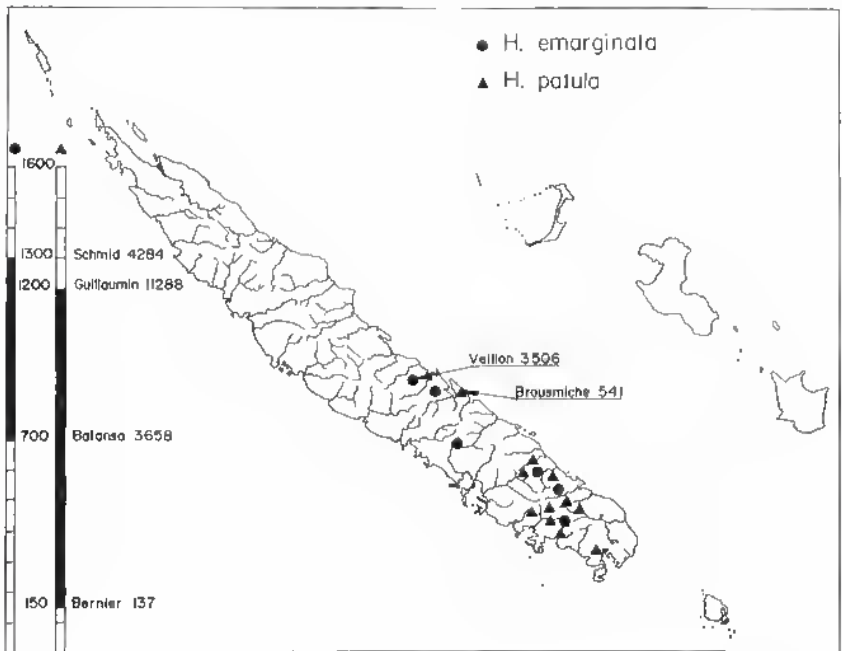 ● H. emarginata
▲ H. patula
1600
1300 Schmid 4284
1200 Guillaumin 11288
Veillon 3506
Brousmiche 541
700 Balansa 3658
150 Bernier 137